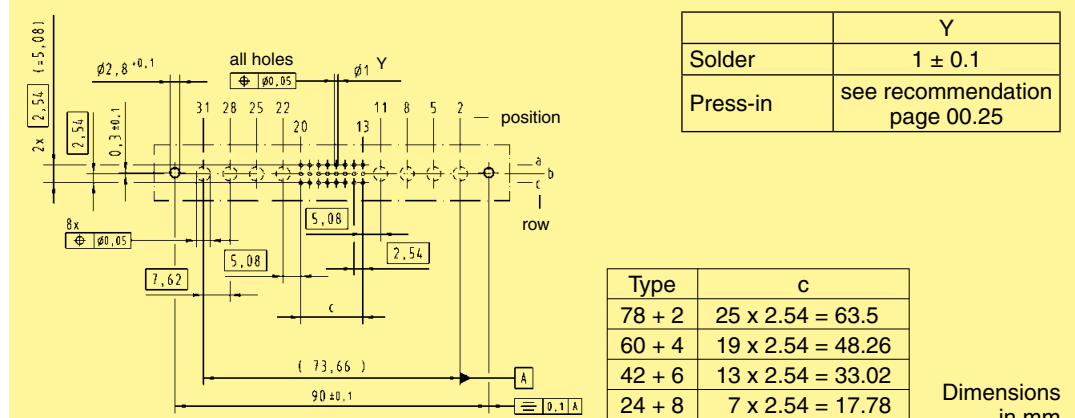 2x 2,54 (=5,08)
2,54
0,3±0.1
Ø2,8 +0,1
all holes
⌖ ø0,05
ø1 Y
31 28 25 22
20
13
11 8 5 2
position
a
b
c
row
8x
⌖ ø0,05
5,08
2,54
5,08
7,62
c
( 73,66 )
A
90 ±0,1
0,1 A
Y
Solder 1 ± 0.1
Press-in see recommendation
page 00.25
Type c
78 + 2 25 x 2.54 = 63.5
60 + 4 19 x 2.54 = 48.26
42 + 6 13 x 2.54 = 33.02
24 + 8 7 x 2.54 = 17.78
Dimensions
in mm